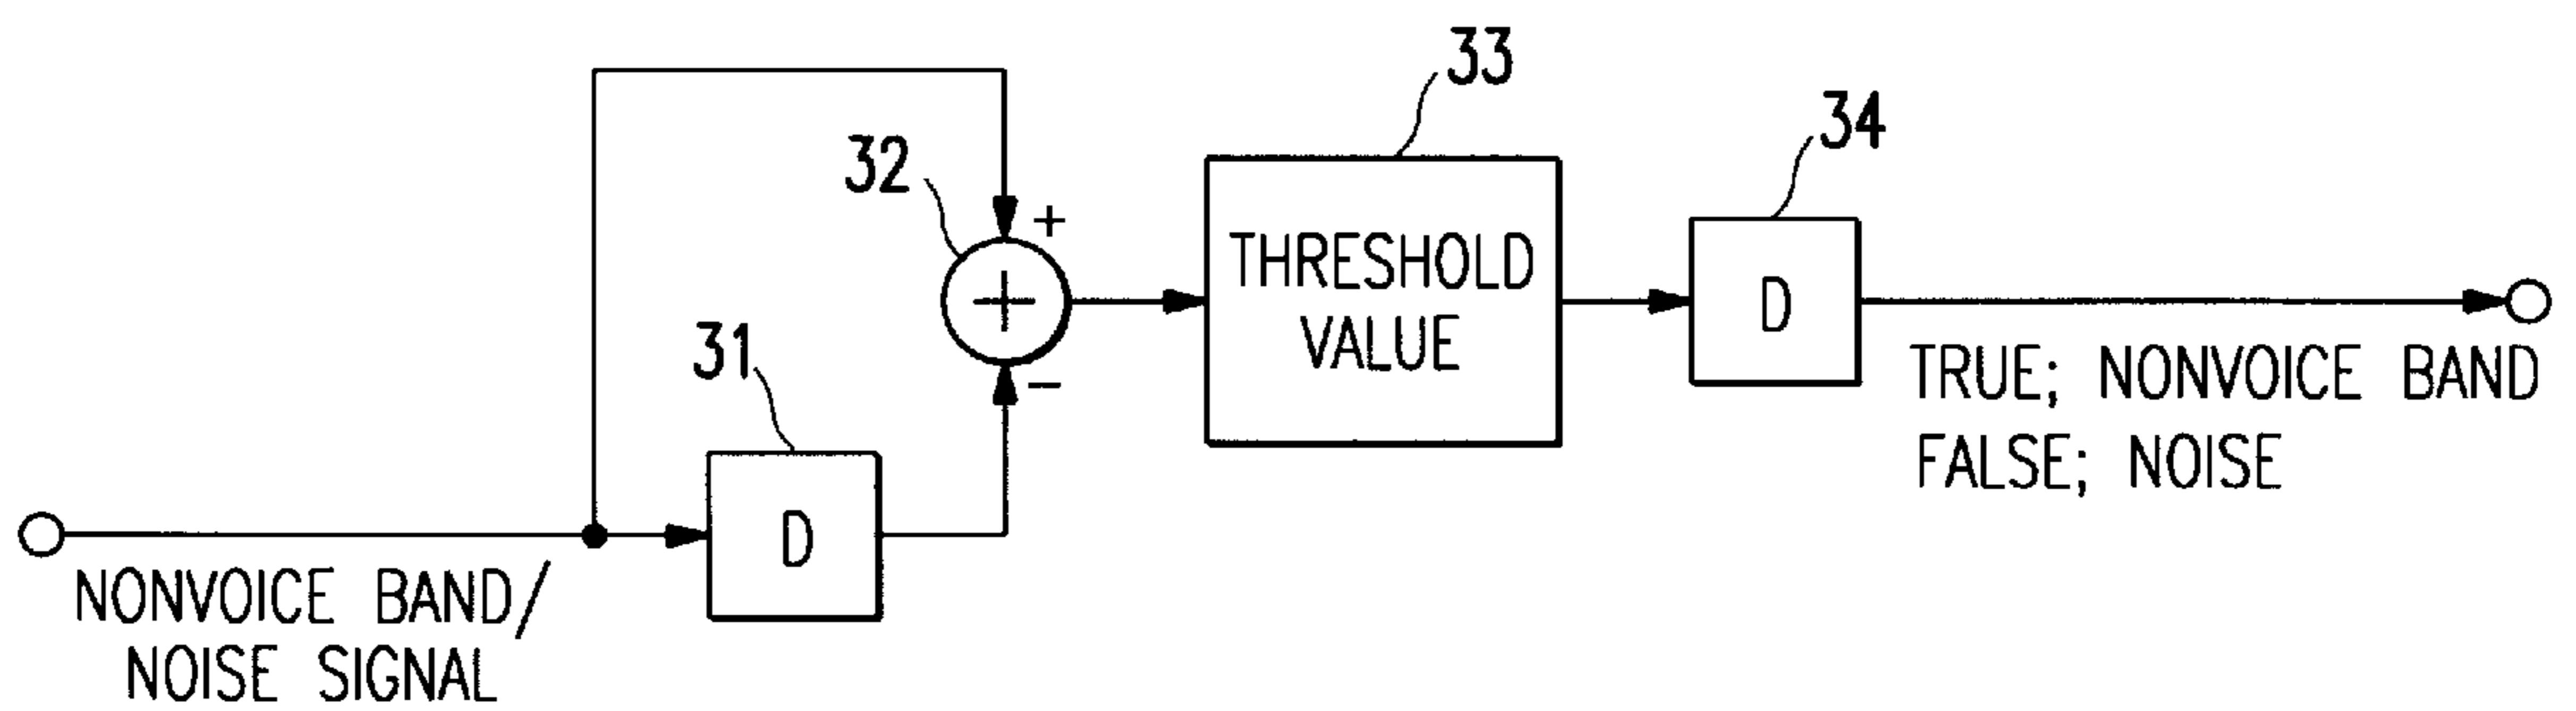 33
34
32
+
THRESHOLD
VALUE
+
D
31
−
TRUE; NONVOICE BAND
FALSE; NOISE
D
NONVOICE BAND/
NOISE SIGNAL